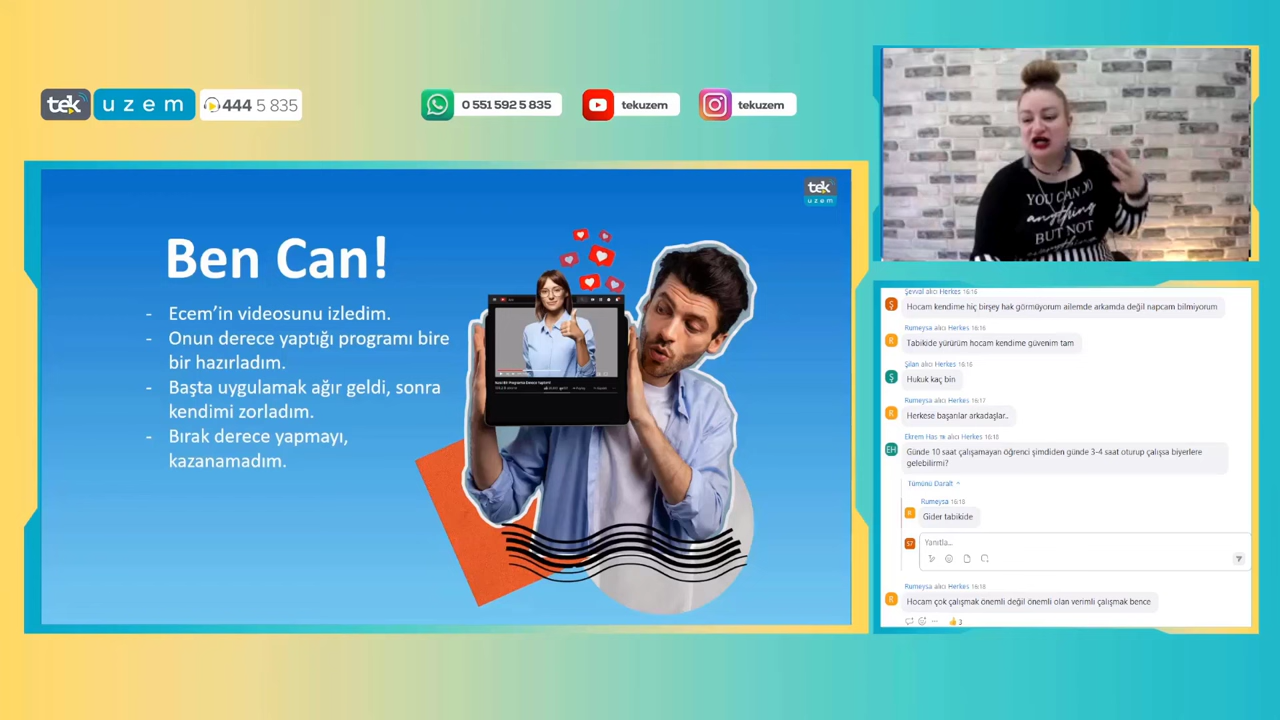 tek uzem 444 5 835
0 551 592 5 835
tekuzem
tekuzem
tek
uzem
Ben Can!
- Ecem’in videosunu izledim.
- Onun derece yaptığı programı bire
bir hazırladım.
- Başta uygulamak ağır geldi, sonra
kendimi zorladım.
- Bırak derece yapmayı,
kazanamadım.
YOU CAN DO
anything
BUT NOT
Şevval alıcı Herkes 16:16
Ş
Hocam kendime hiç birşey hak görmüyorum ailemde arkamda değil napcam bilmiyorum
Rumeysa alıcı Herkes 16:16
R
Tabikide yürürüm hocam kendime güvenim tam
Şilan alıcı Herkes 16:16
Ş
Hukuk kaç bin
Rumeysa alıcı Herkes 16:17
R
Herkese başarılar arkadaşlar..
Ekrem Has alıcı Herkes 16:18
EH
Günde 10 saat çalışamayan öğrenci şimdiden günde 3-4 saat oturup çalışsa biyerlere
gelebilirmi?
Tümünü Daralt
Rumeysa 16:18
R
Gider tabikide
Yanıtla...
Rumeysa alıcı Herkes 16:18
R
Hocam çok çalışmak önemli değil önemli olan verimli çalışmak bence
3